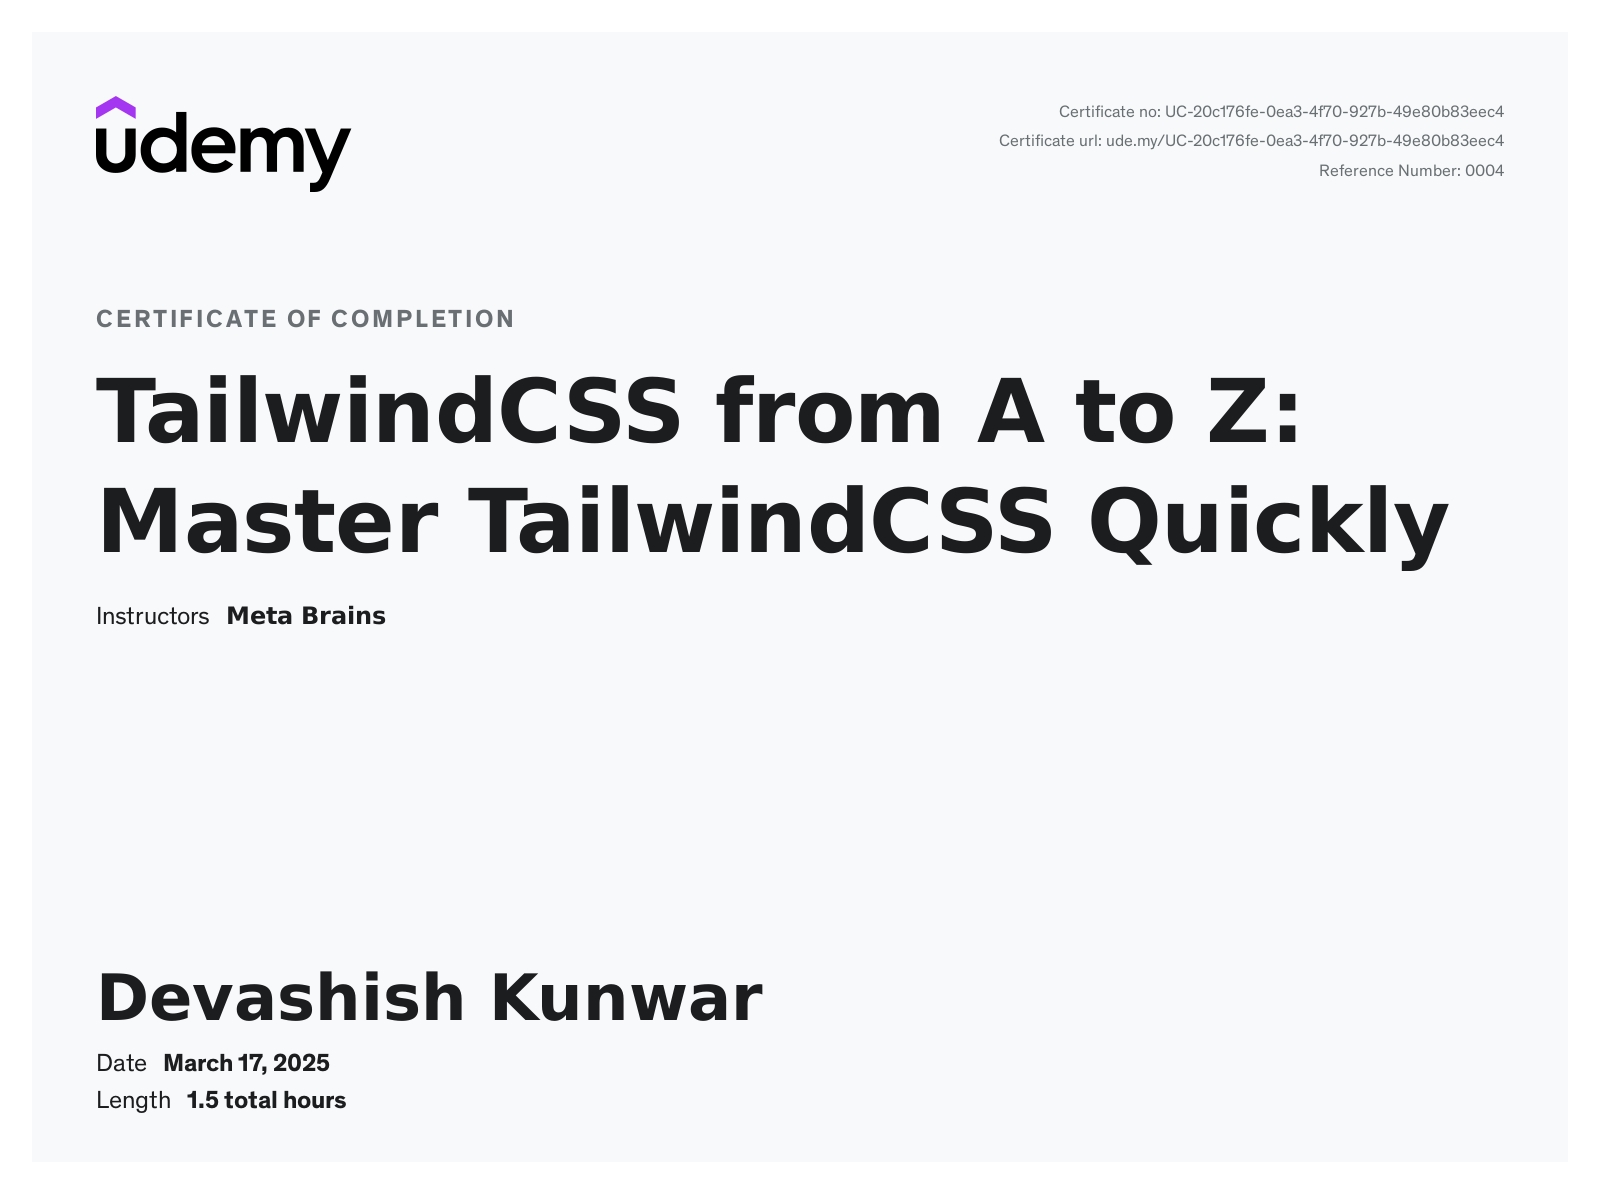 udemy
Certificate no: UC-20c176fe-0ea3-4f70-927b-49e80b83eec4
Certificate url: ude.my/UC-20c176fe-0ea3-4f70-927b-49e80b83eec4
Reference Number: 0004
CERTIFICATE OF COMPLETION
TailwindCSS from A to Z:
Master TailwindCSS Quickly
Instructors Meta Brains
Devashish Kunwar
Date March 17, 2025
Length 1.5 total hours